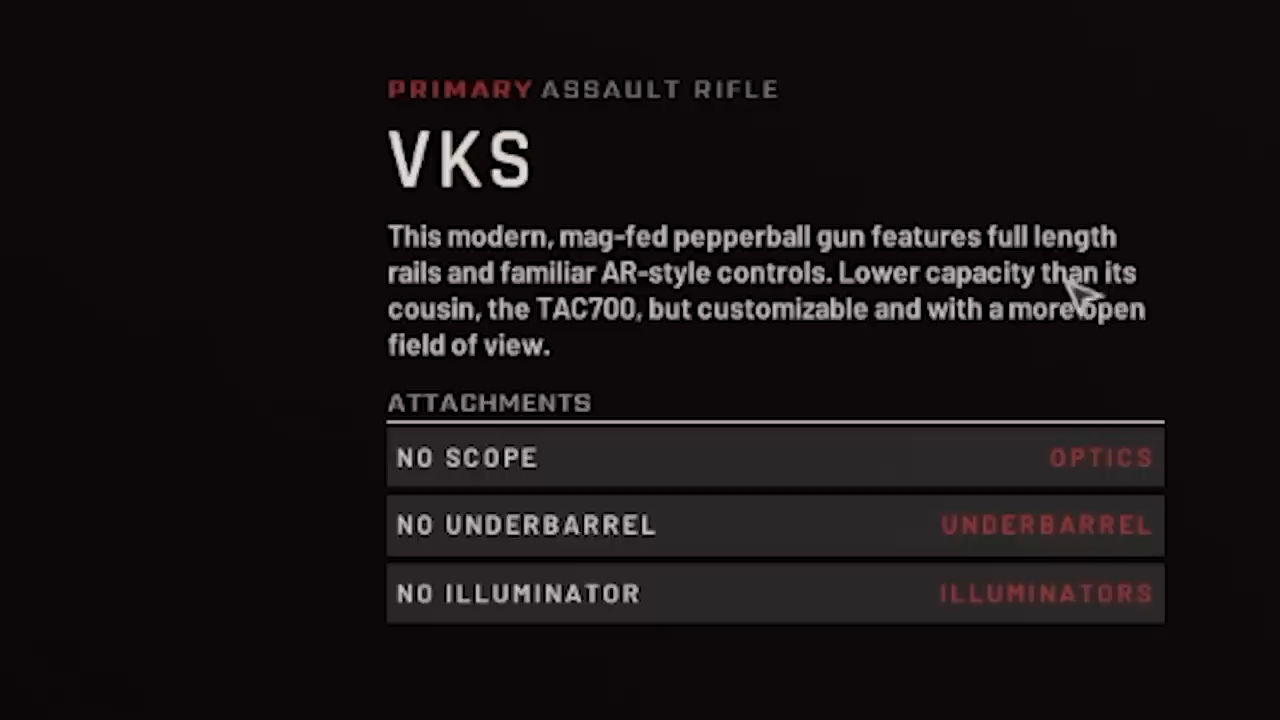 PRIMARY ASSAULT RIFLE
VKS
This modern, mag-fed pepperball gun features full length
rails and familiar AR-style controls. Lower capacity than its
cousin, the TAC700, but customizable and with a more open
field of view.
ATTACHMENTS
NO SCOPE OPTICS
NO UNDERBARREL UNDERBARREL
NO ILLUMINATOR ILLUMINATORS